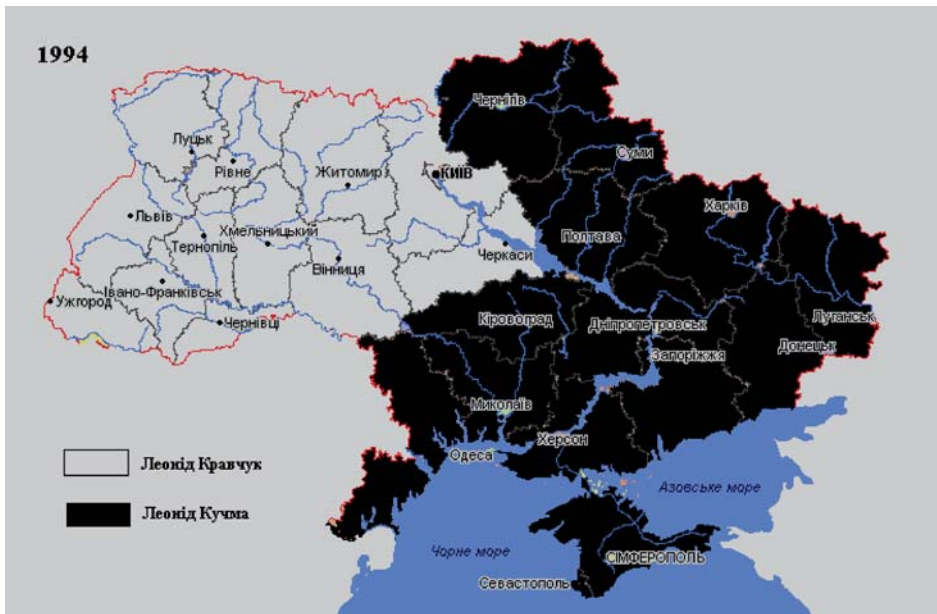 1994
Чернігів
Луцьк
Рівне
Суми
Житомир
КИЇВ
Харків
Львів
Хмельницький
Полтава
Тернопіль
Черкаси
Вінниця
Івано-Франківськ
Ужгород
Чернівці
Кіровоград
Дніпропетровськ
Луганськ
Донецьк
Запоріжжя
Миколаїв
Херсон
Одеса
Леонід Кравчук
Азовське море
Леонід Кучма
Чорне море
СІМФЕРОПОЛЬ
Севастополь